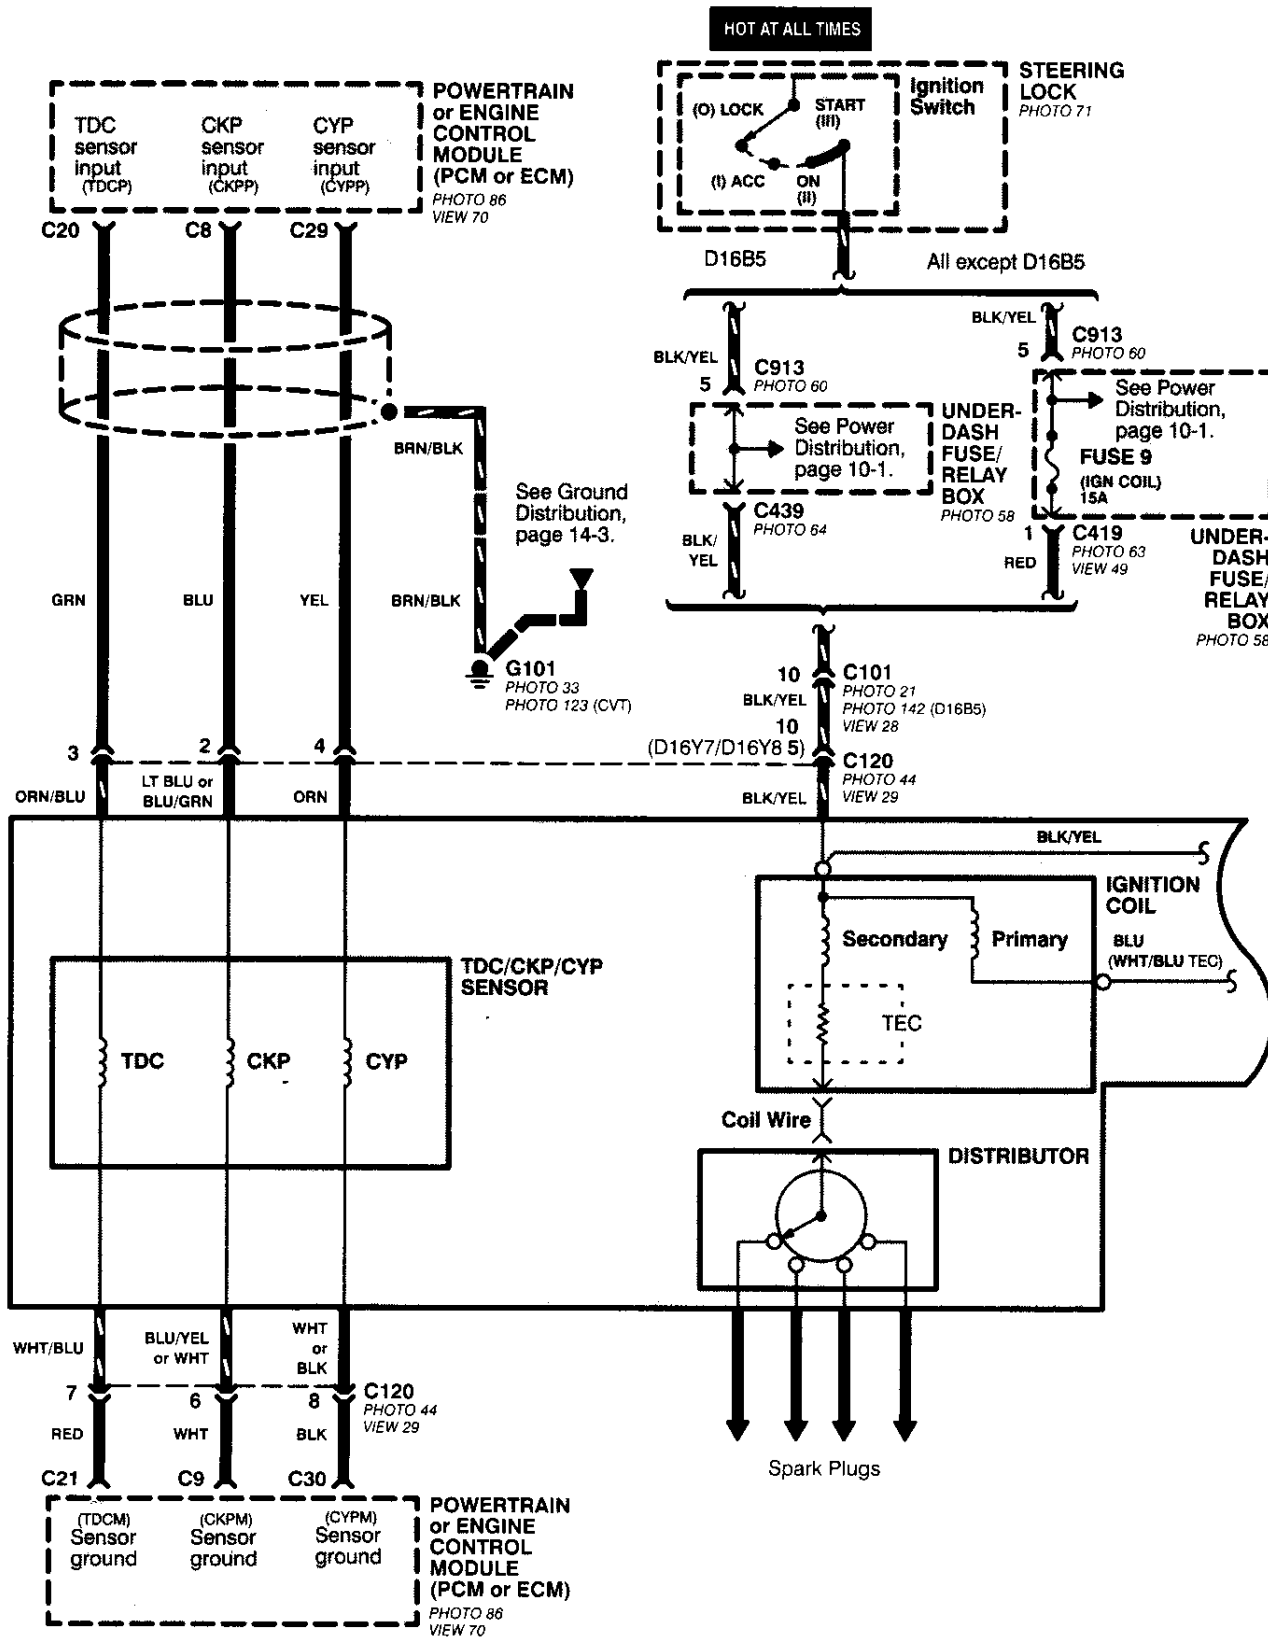 HOT AT ALL TIMES
POWERTRAIN
or ENGINE
CONTROL
MODULE
(PCM or ECM)
PHOTO 86
VIEW 70
TDC
sensor
input
(TDCP)
CKP
sensor
input
(CKPP)
CYP
sensor
input
(CYPP)
STEERING
LOCK
PHOTO 71
Ignition
Switch
(O) LOCK
START
(III)
(I) ACC
ON
(II)
C20
C8
C29
D16B5
All except D16B5
BLK/YEL
C913
PHOTO 60
5
BLK/YEL
5
C913
PHOTO 60
See Power
Distribution,
page 10-1.
UNDER-
DASH
FUSE/
RELAY
BOX
PHOTO 58
See Power
Distribution,
page 10-1.
FUSE 9
(IGN COIL)
15A
BRN/BLK
See Ground
Distribution,
page 14-3.
C439
PHOTO 64
BLK/
YEL
1
C419
PHOTO 63
VIEW 49
RED
UNDER-
DASH
FUSE/
RELAY
BOX
PHOTO 58
GRN
BLU
YEL
BRN/BLK
G101
PHOTO 33
PHOTO 123 (CVT)
10
C101
PHOTO 21
PHOTO 142 (D16B5)
VIEW 28
BLK/YEL
10
(D16Y7/D16Y8 5)
C120
PHOTO 44
VIEW 29
BLK/YEL
3
2
4
ORN/BLU
LT BLU or
BLU/GRN
ORN
BLK/YEL
IGNITION
COIL
Secondary
Primary
BLU
(WHT/BLU TEC)
TEC
TDC/CKP/CYP
SENSOR
TDC
CKP
CYP
Coil Wire
DISTRIBUTOR
WHT/BLU
BLU/YEL
or WHT
WHT
or
BLK
7
6
8
C120
PHOTO 44
VIEW 29
RED
WHT
BLK
Spark Plugs
C21
C9
C30
(TDCM)
Sensor
ground
(CKPM)
Sensor
ground
(CYPM)
Sensor
ground
POWERTRAIN
or ENGINE
CONTROL
MODULE
(PCM or ECM)
PHOTO 86
VIEW 70